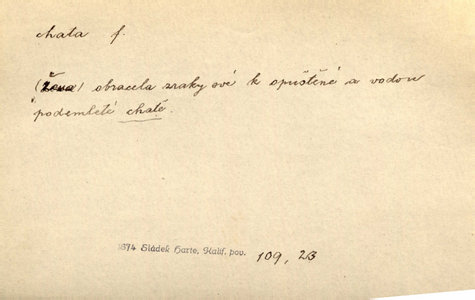 chata f.
(Žena) obracela zraky své k opuštěné a vodou
podemleté chatě.
1874 Sládek Harte, Kalif. pov. 109, 23